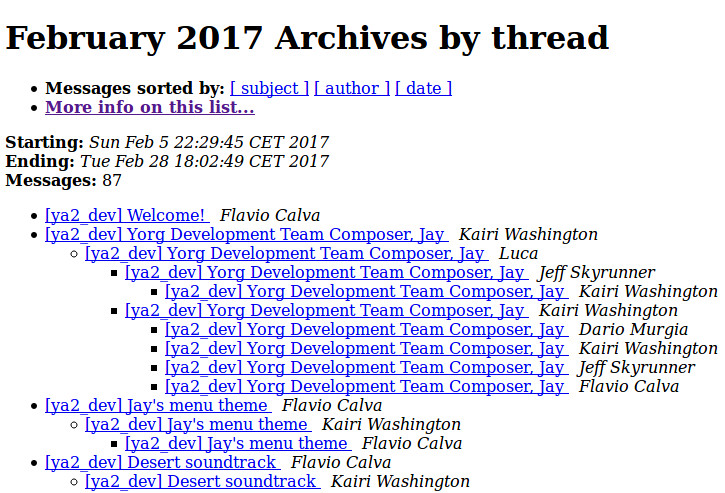 February 2017 Archives by thread
Messages sorted by: [ subject ] [ author ] [ date ]
More info on this list...
Starting: Sun Feb 5 22:29:45 CET 2017
Ending: Tue Feb 28 18:02:49 CET 2017
Messages: 87
[ya2_dev] Welcome! Flavio Calva
[ya2_dev] Yorg Development Team Composer, Jay Kairi Washington
[ya2_dev] Yorg Development Team Composer, Jay Luca
[ya2_dev] Yorg Development Team Composer, Jay Jeff Skyrunner
[ya2_dev] Yorg Development Team Composer, Jay Kairi Washington
[ya2_dev] Yorg Development Team Composer, Jay Kairi Washington
[ya2_dev] Yorg Development Team Composer, Jay Dario Murgia
[ya2_dev] Yorg Development Team Composer, Jay Kairi Washington
[ya2_dev] Yorg Development Team Composer, Jay Jeff Skyrunner
[ya2_dev] Yorg Development Team Composer, Jay Flavio Calva
[ya2_dev] Jay's menu theme Flavio Calva
[ya2_dev] Jay's menu theme Kairi Washington
[ya2_dev] Jay's menu theme Flavio Calva
[ya2_dev] Desert soundtrack Flavio Calva
[ya2_dev] Desert soundtrack Kairi Washington